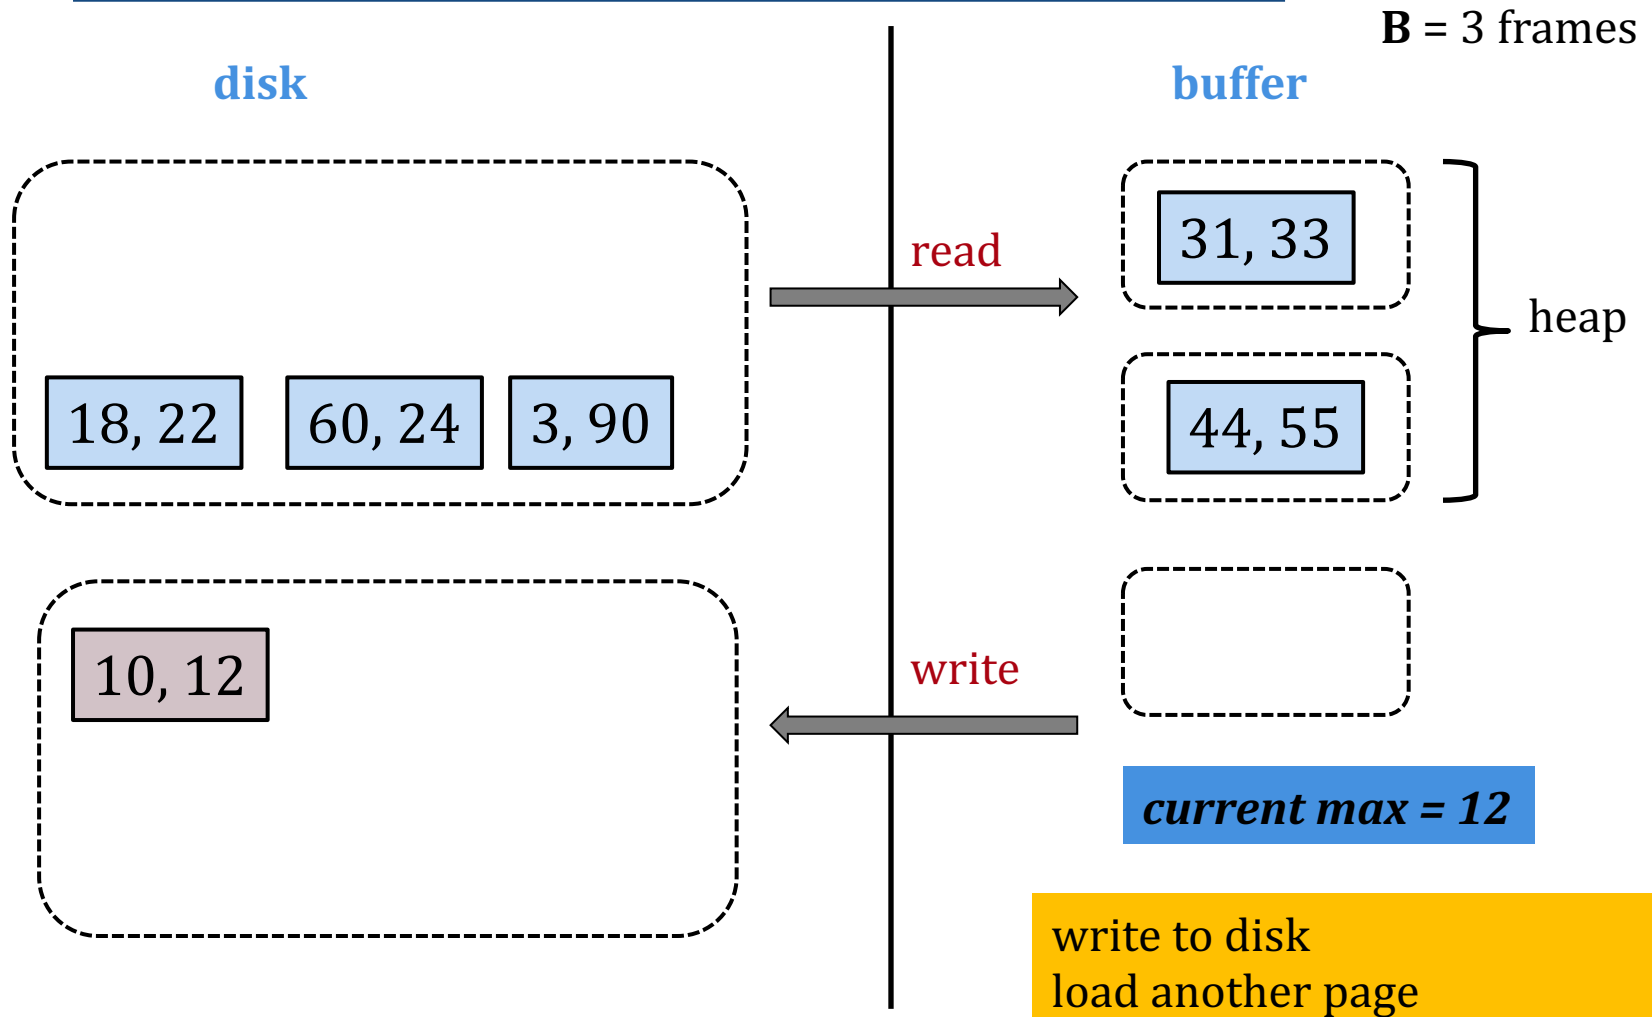 B = 3 frames
disk
buffer
31, 33
read
heap
18, 22
60, 24
3, 90
44, 55
10, 12
write
current max = 12
write to disk
load another page